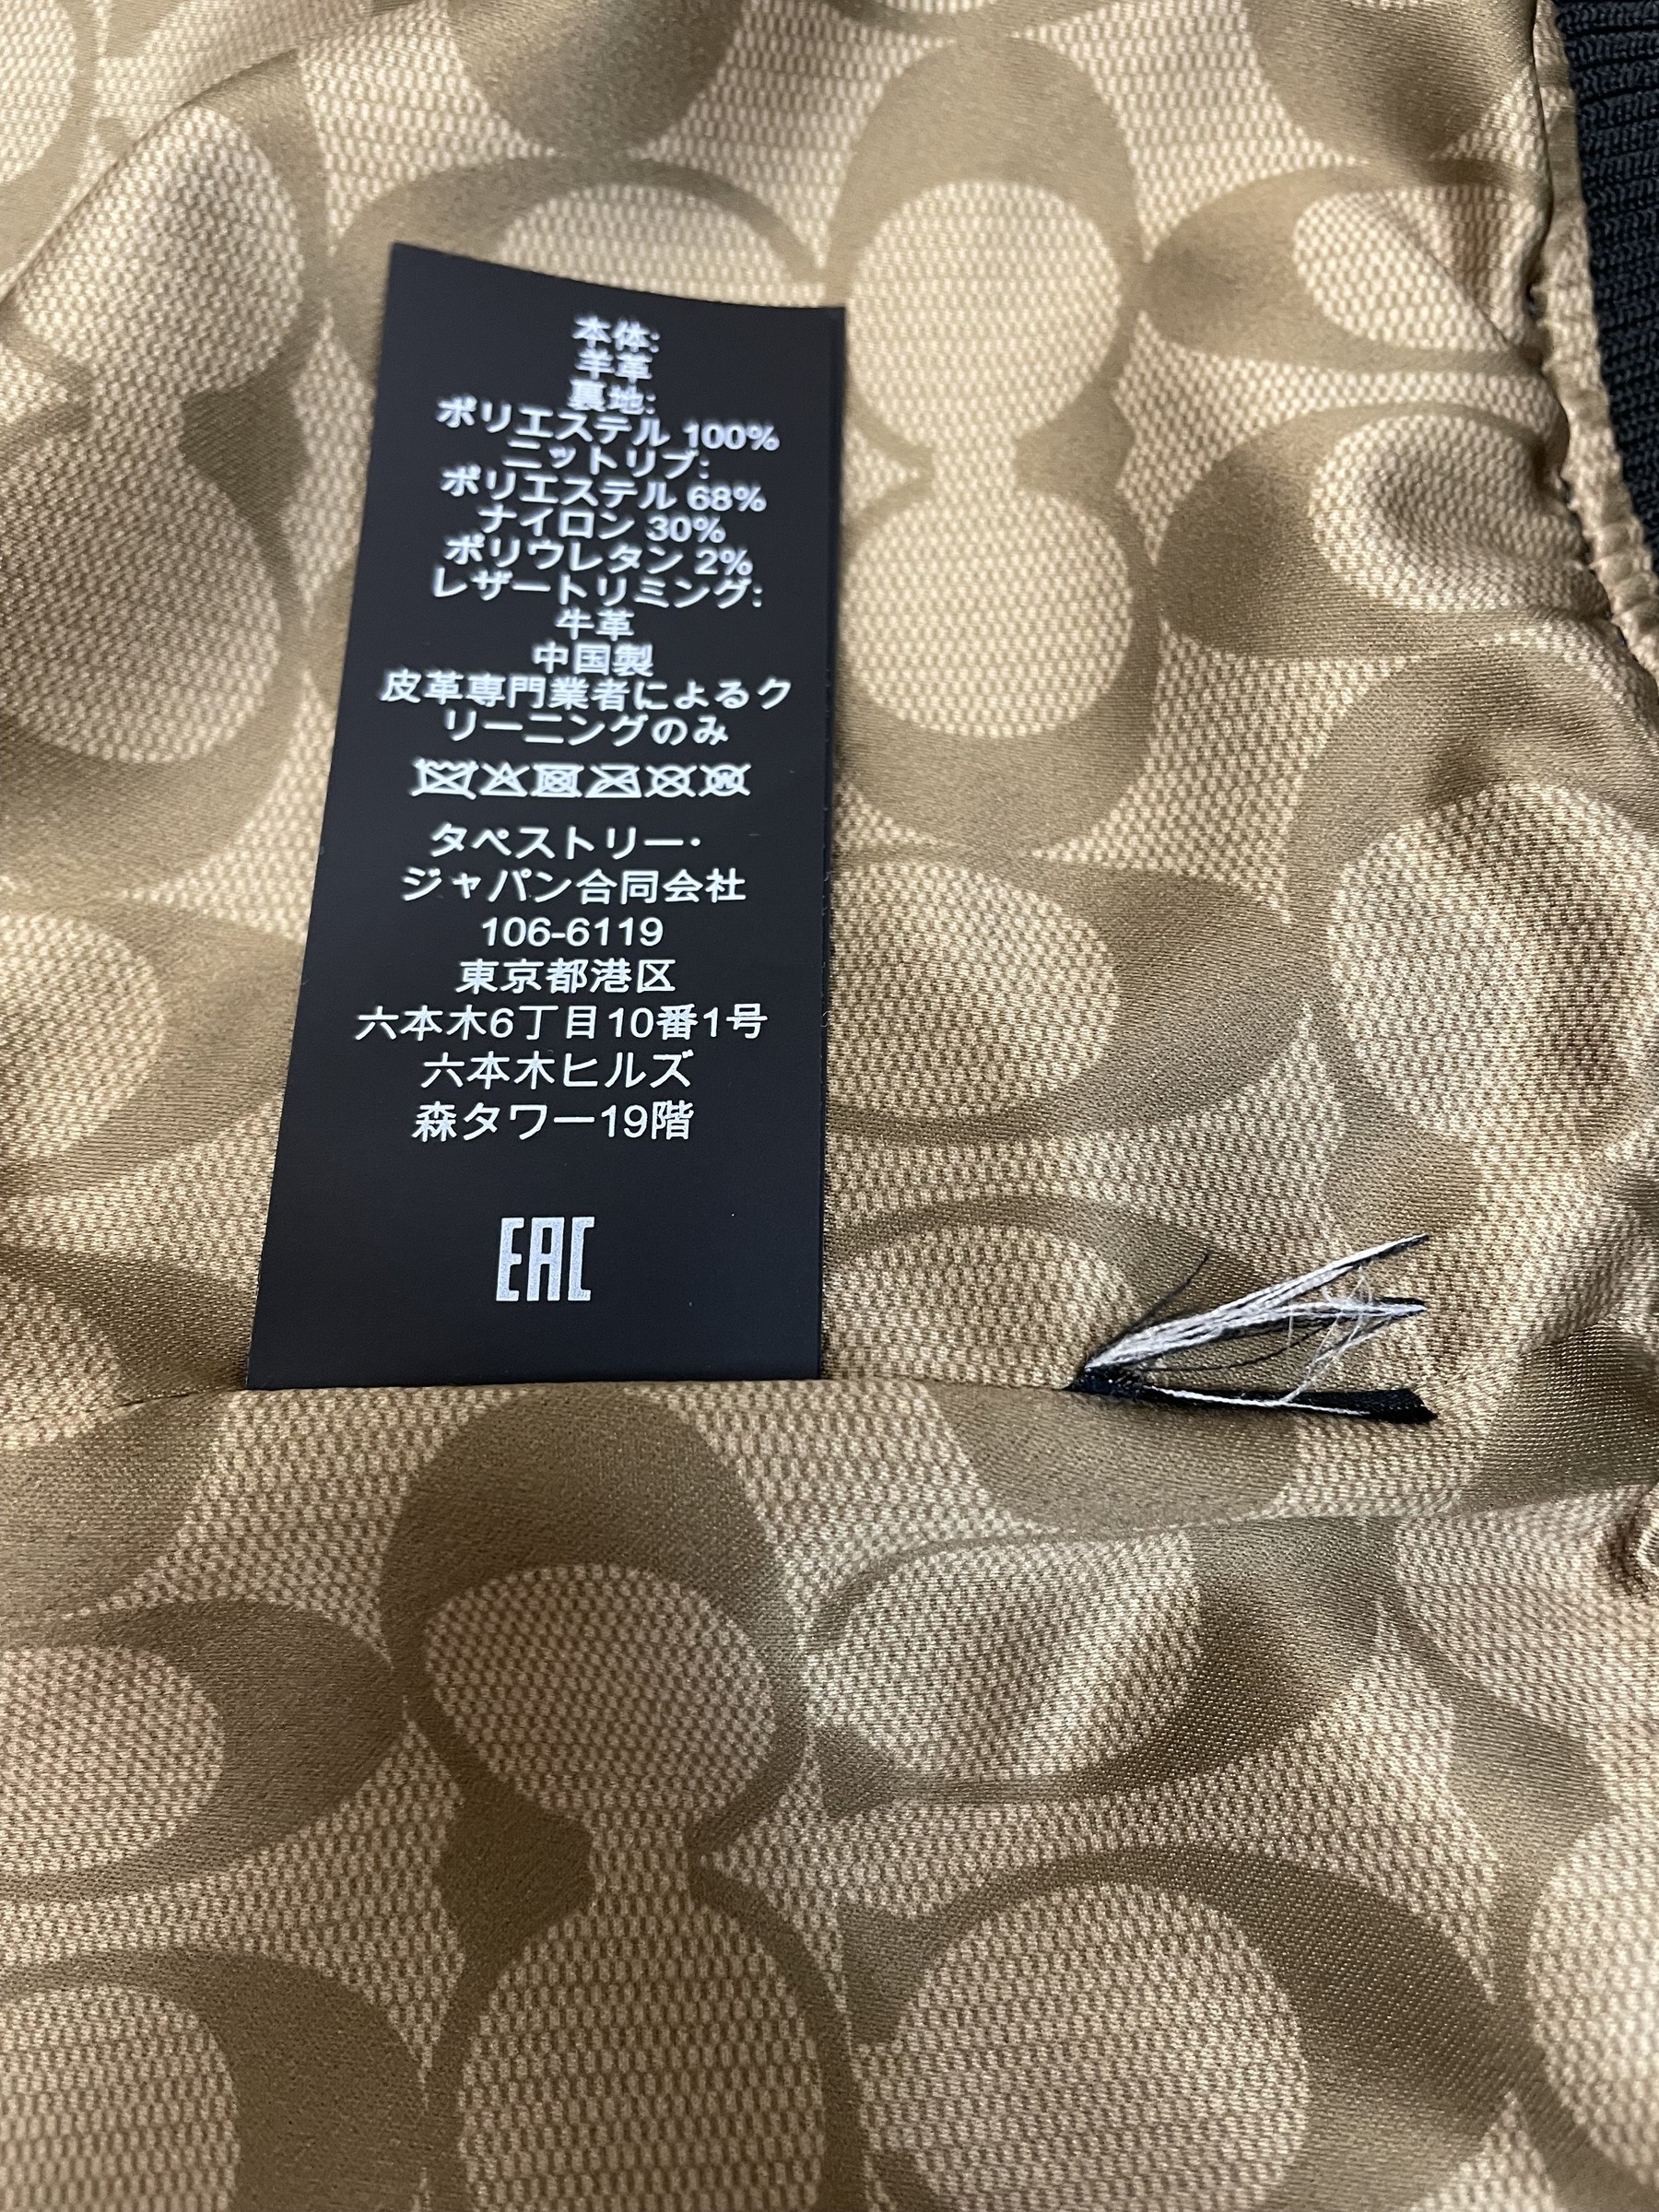 本体:
羊革
裏地:
ポリエステル 100%
ニットリブ:
ポリエステル 68%
ナイロン 30%
ポリウレタン 2%
レザートリミング:
牛革
中国製
皮革専門業者によるク
リーニングのみ
タペストリー・
ジャパン合同会社
106-6119
東京都港区
六本木6丁目10番1号
六本木ヒルズ
森タワー19階
EAC